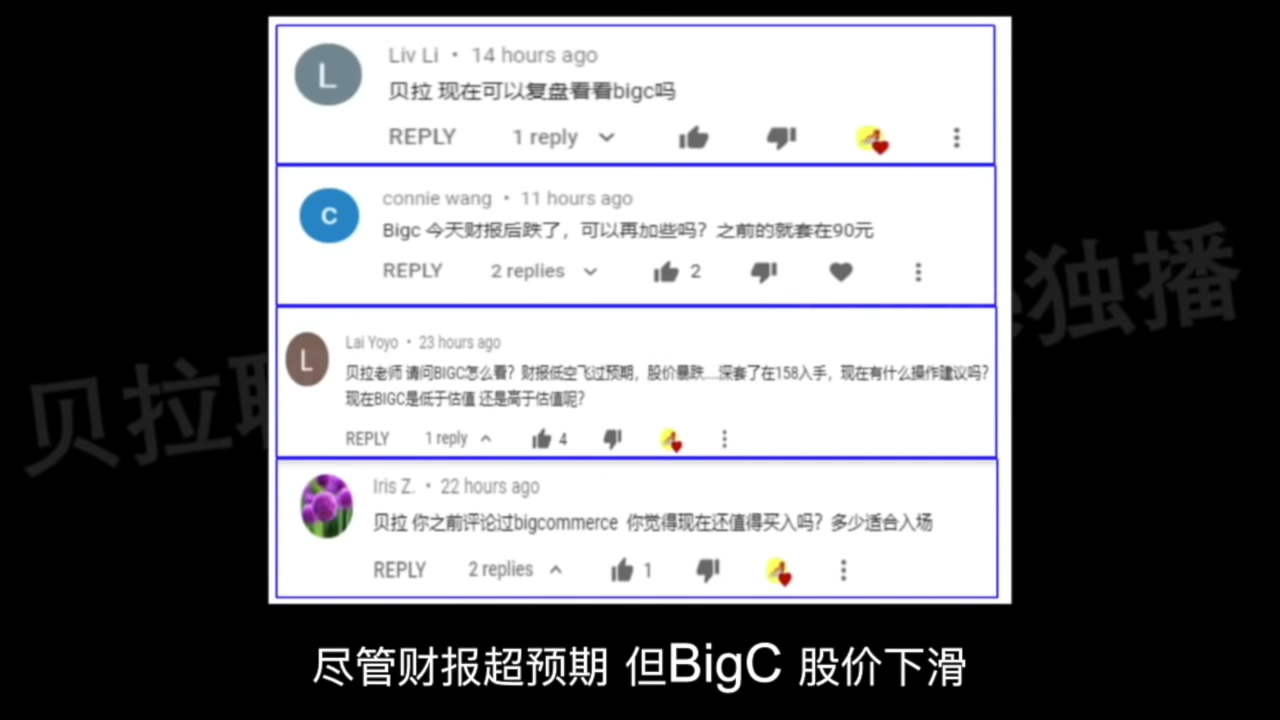 Liv Li • 14 hours ago
L
贝拉 现在可以复盘看看bigc吗
REPLY 1 reply
connie wang • 11 hours ago
C
Bigc 今天财报后跌了，可以再加些吗？之前的就套在90元
REPLY 2 replies 2
Lai Yoyo • 23 hours ago
L
贝拉老师 请问BIGC怎么看？财报低空飞过预期，股价暴跌....深套了在158入手，现在有什么操作建议吗？
现在BIGC是低于估值 还是高于估值呢？
REPLY 1 reply 4
Iris Z. • 22 hours ago
贝拉 你之前评论过bigcommerce 你觉得现在还值得买入吗？多少适合入场
REPLY 2 replies 1
贝拉 独播
尽管财报超预期 但BigC 股价下滑